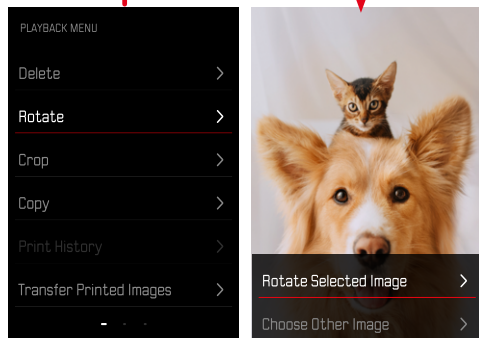 PLAYBACK MENU
Delete
Rotate
Crop
Copy
Print History
Transfer Printed Images
Rotate Selected Image
Choose Other Image